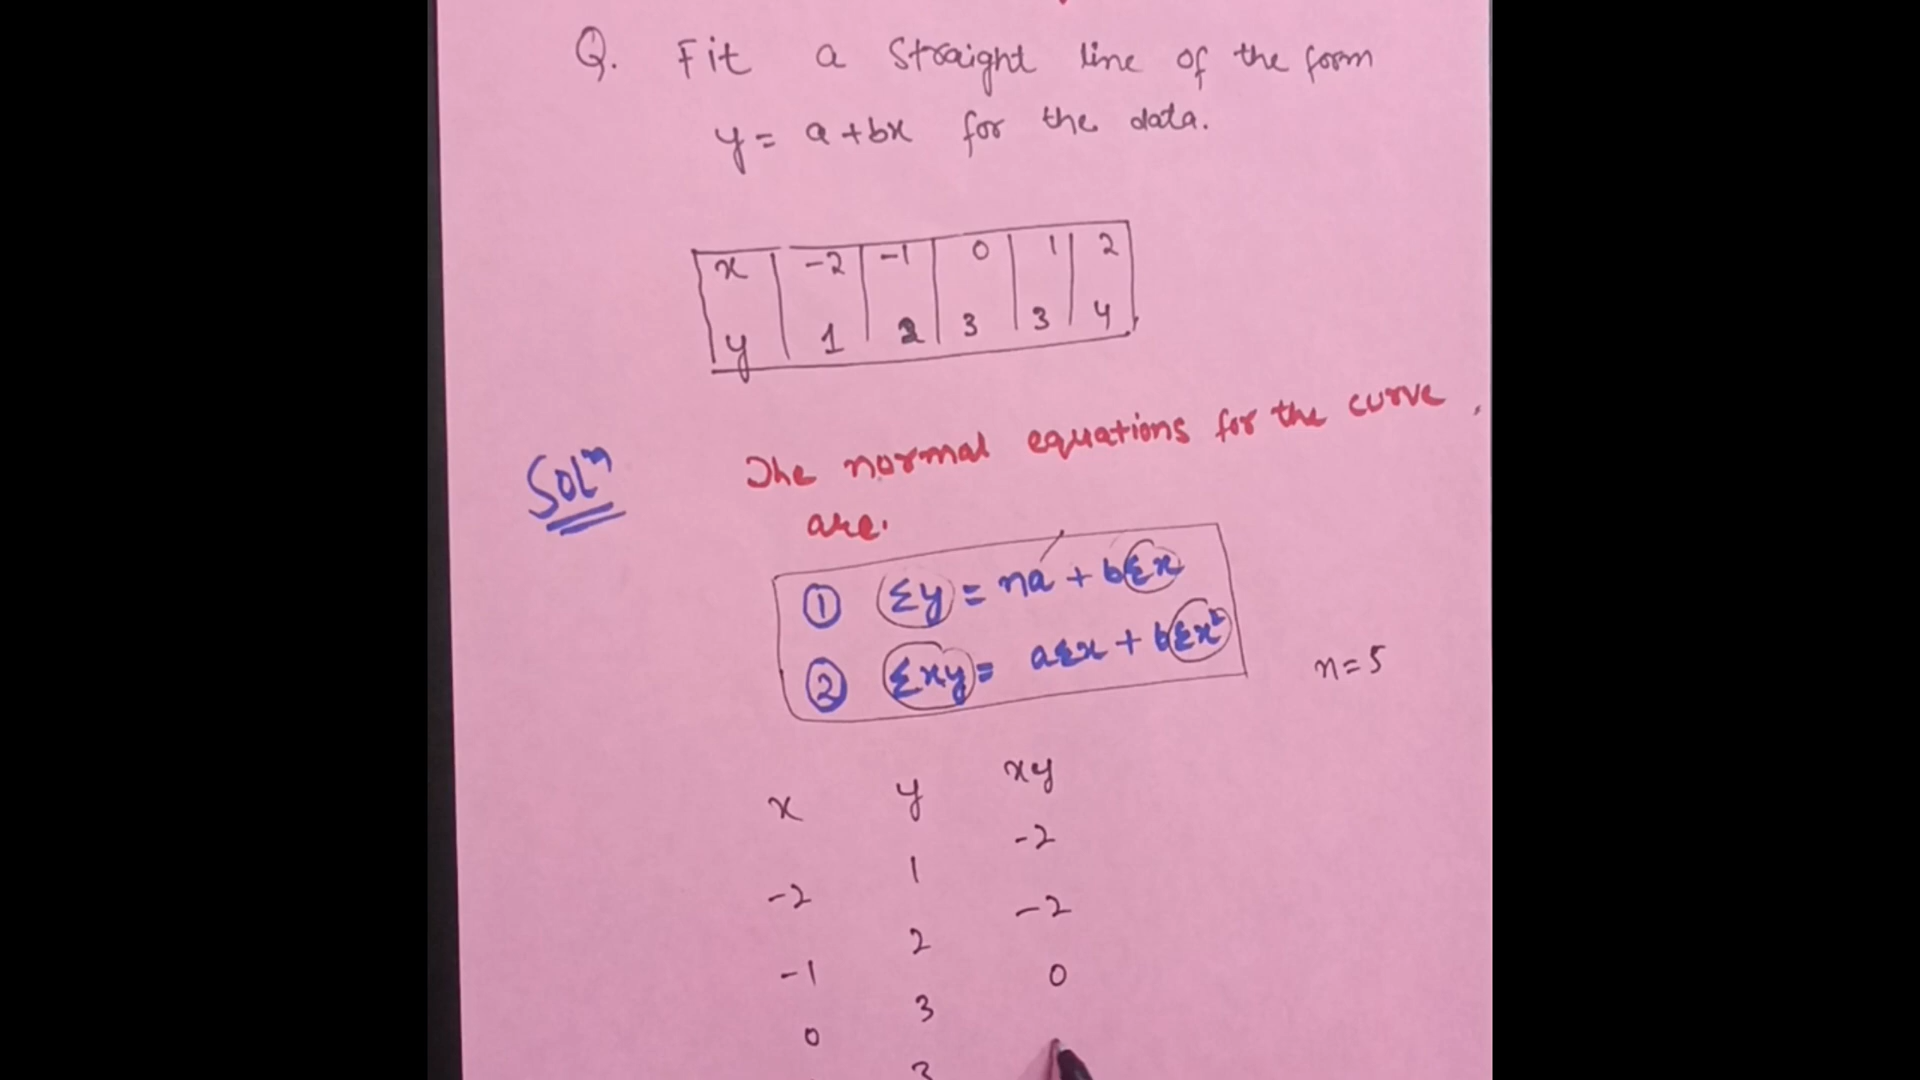 Q. Fit a straight line of the form
y = a + bx for the data.
x -2 -1 0 1 2
y 1 2 3 3 4
Solⁿ
The normal equations for the curve,
are.
① Σy = na + bΣx
② Σxy = aΣx + bΣx²
n = 5
x y xy
-2 1 -2
-1 2 -2
0 3 0
3